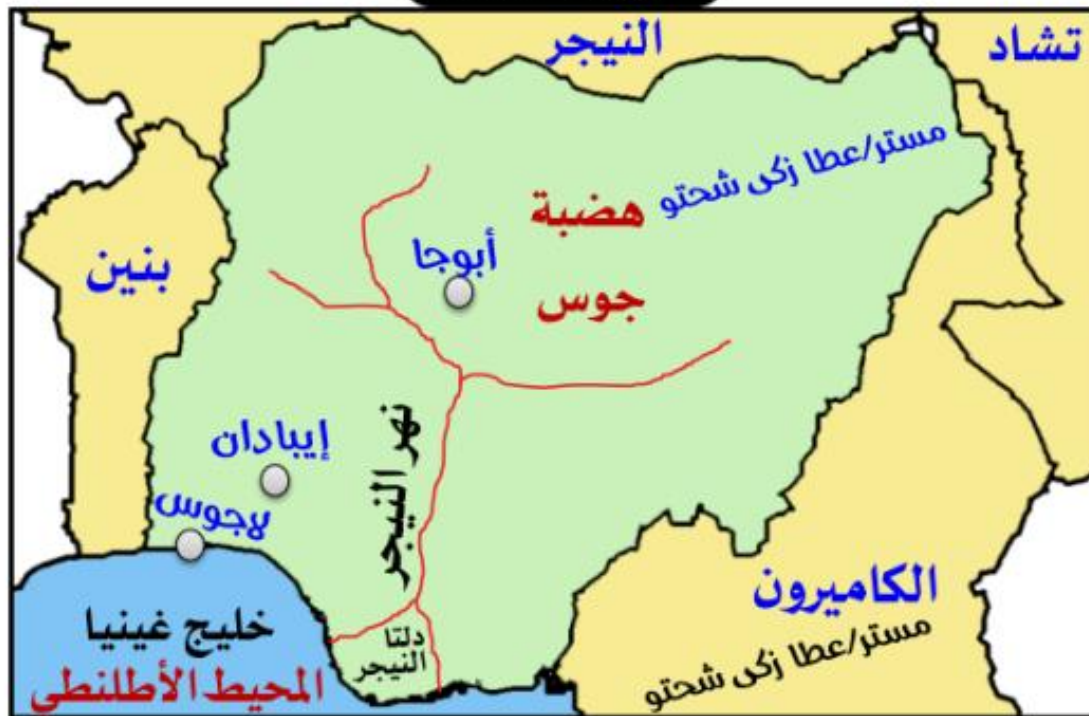 النيجر
تشاد
مستر/عطا زكى شحتو
هضبة
أبوجا
بنين
جوس
إيبادان
نهر النيجر
لاجوس
الكاميرون
خليج غينيا
دلتا
النيجر
مستر/عطا زكى شحتو
المحيط الأطلنطى